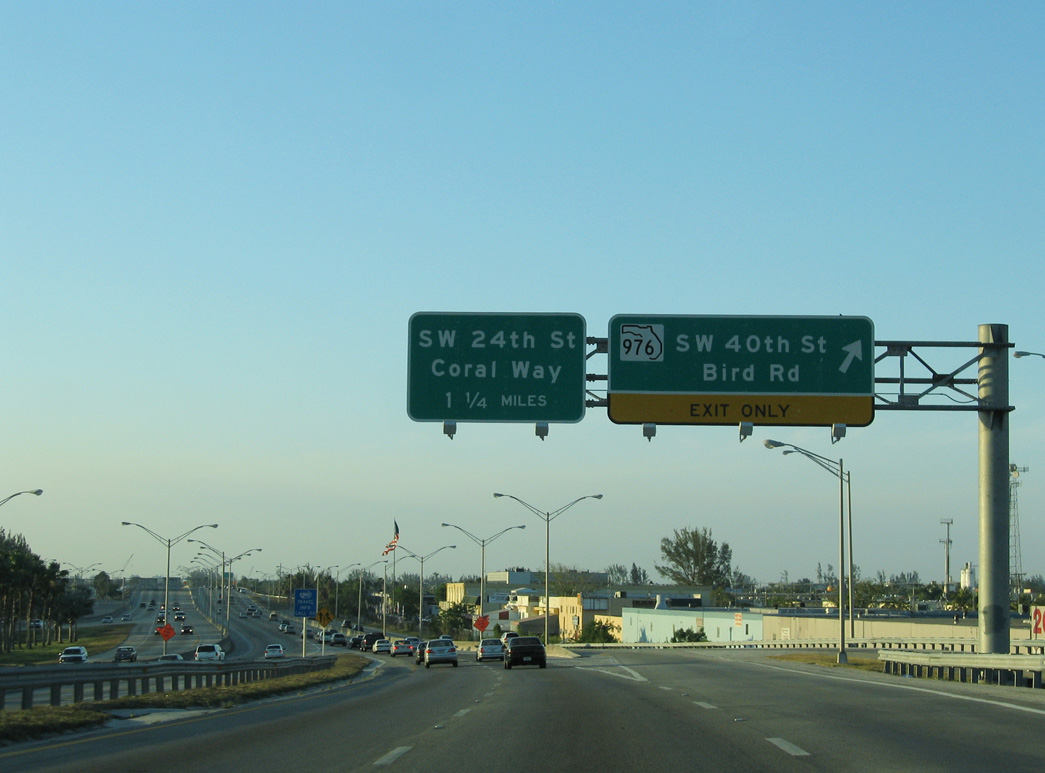 SW 24th St
Coral Way
1 1/4 MILES
976
SW 40th St
Bird Rd
EXIT ONLY